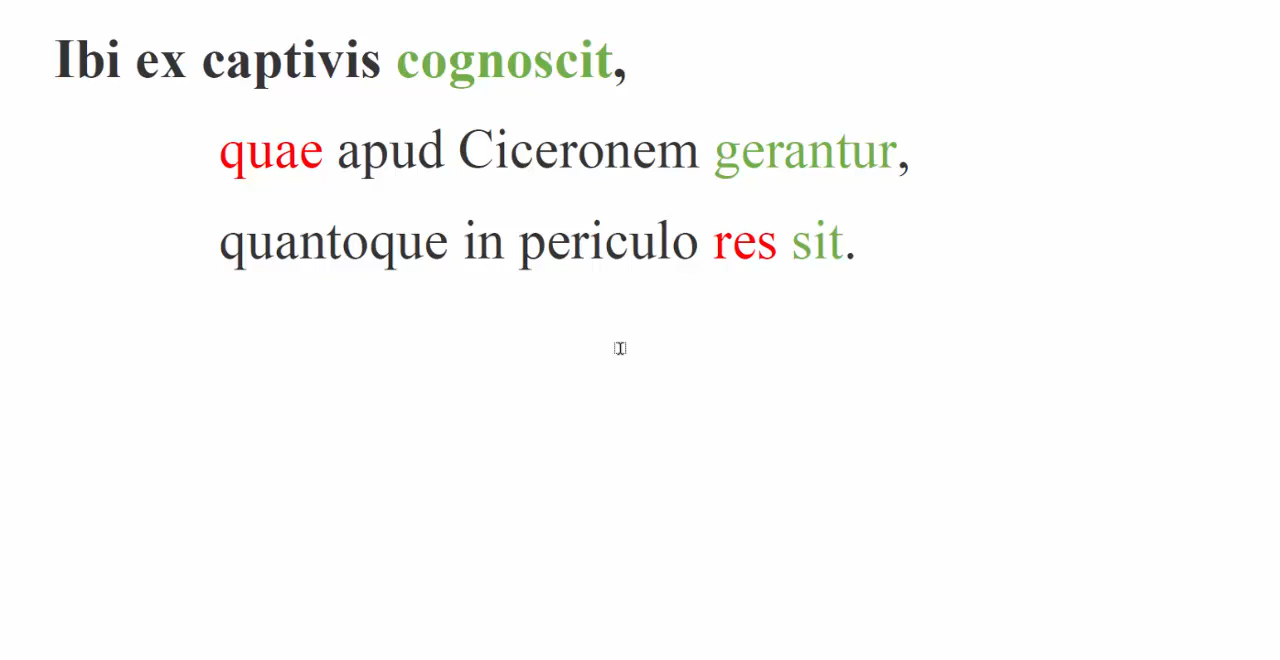 Ibi ex captivis cognoscit,
quae apud Ciceronem gerantur,
quantoque in periculo res sit.